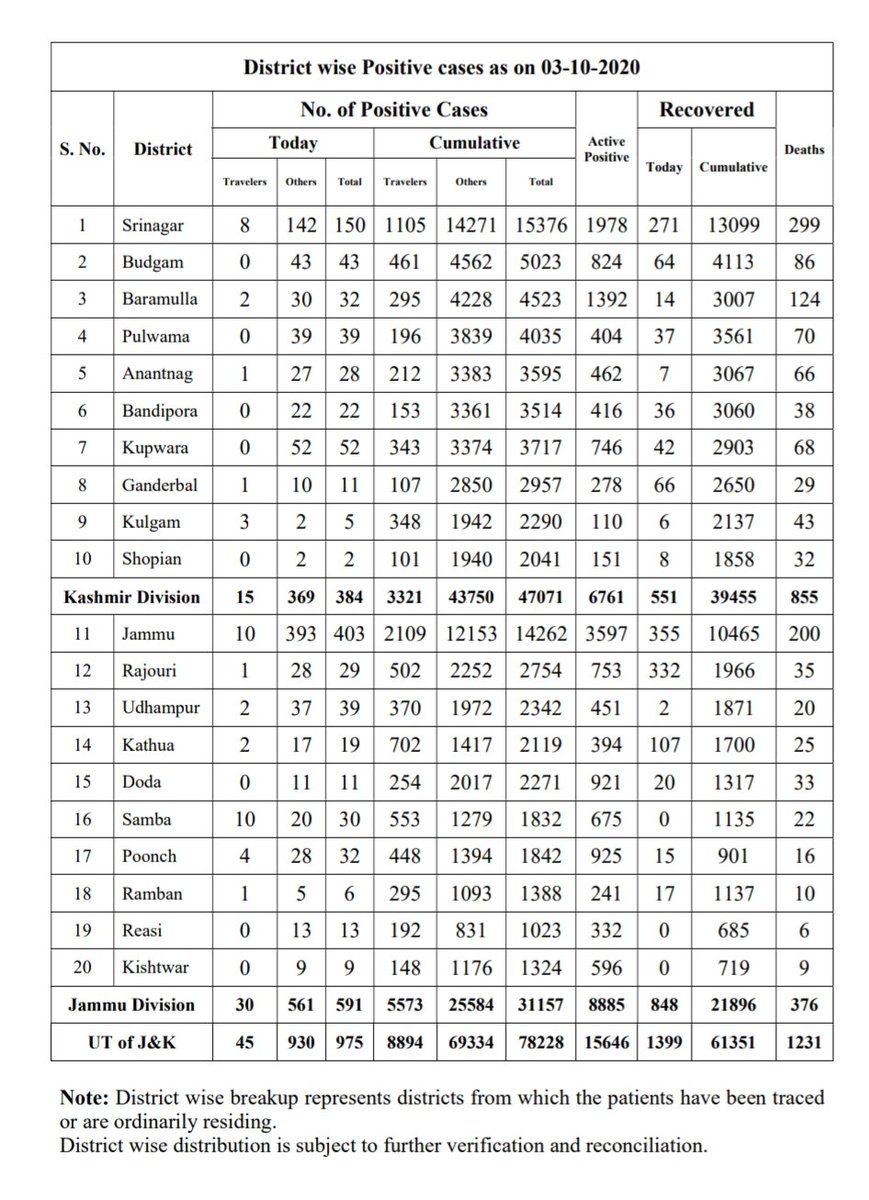 District wise Positive cases as on 03-10-2020
S. No. District No. of Positive Cases Active Positive Recovered Deaths
Today Cumulative Today Cumulative
Travelers Others Total Travelers Others Total
1 Srinagar 8 142 150 1105 14271 15376 1978 271 13099 299
2 Budgam 0 43 43 461 4562 5023 824 64 4113 86
3 Baramulla 2 30 32 295 4228 4523 1392 14 3007 124
4 Pulwama 0 39 39 196 3839 4035 404 37 3561 70
5 Anantnag 1 27 28 212 3383 3595 462 7 3067 66
6 Bandipora 0 22 22 153 3361 3514 416 36 3060 38
7 Kupwara 0 52 52 343 3374 3717 746 42 2903 68
8 Ganderbal 1 10 11 107 2850 2957 278 66 2650 29
9 Kulgam 3 2 5 348 1942 2290 110 6 2137 43
10 Shopian 0 2 2 101 1940 2041 151 8 1858 32
Kashmir Division 15 369 384 3321 43750 47071 6761 551 39455 855
11 Jammu 10 393 403 2109 12153 14262 3597 355 10465 200
12 Rajouri 1 28 29 502 2252 2754 753 332 1966 35
13 Udhampur 2 37 39 370 1972 2342 451 2 1871 20
14 Kathua 2 17 19 702 1417 2119 394 107 1700 25
15 Doda 0 11 11 254 2017 2271 921 20 1317 33
16 Samba 10 20 30 553 1279 1832 675 0 1135 22
17 Poonch 4 28 32 448 1394 1842 925 15 901 16
18 Ramban 1 5 6 295 1093 1388 241 17 1137 10
19 Reasi 0 13 13 192 831 1023 332 0 685 6
20 Kishtwar 0 9 9 148 1176 1324 596 0 719 9
Jammu Division 30 561 591 5573 25584 31157 8885 848 21896 376
UT of J&K 45 930 975 8894 69334 78228 15646 1399 61351 1231
Note: District wise breakup represents districts from which the patients have been traced
or are ordinarily residing.
District wise distribution is subject to further verification and reconciliation.